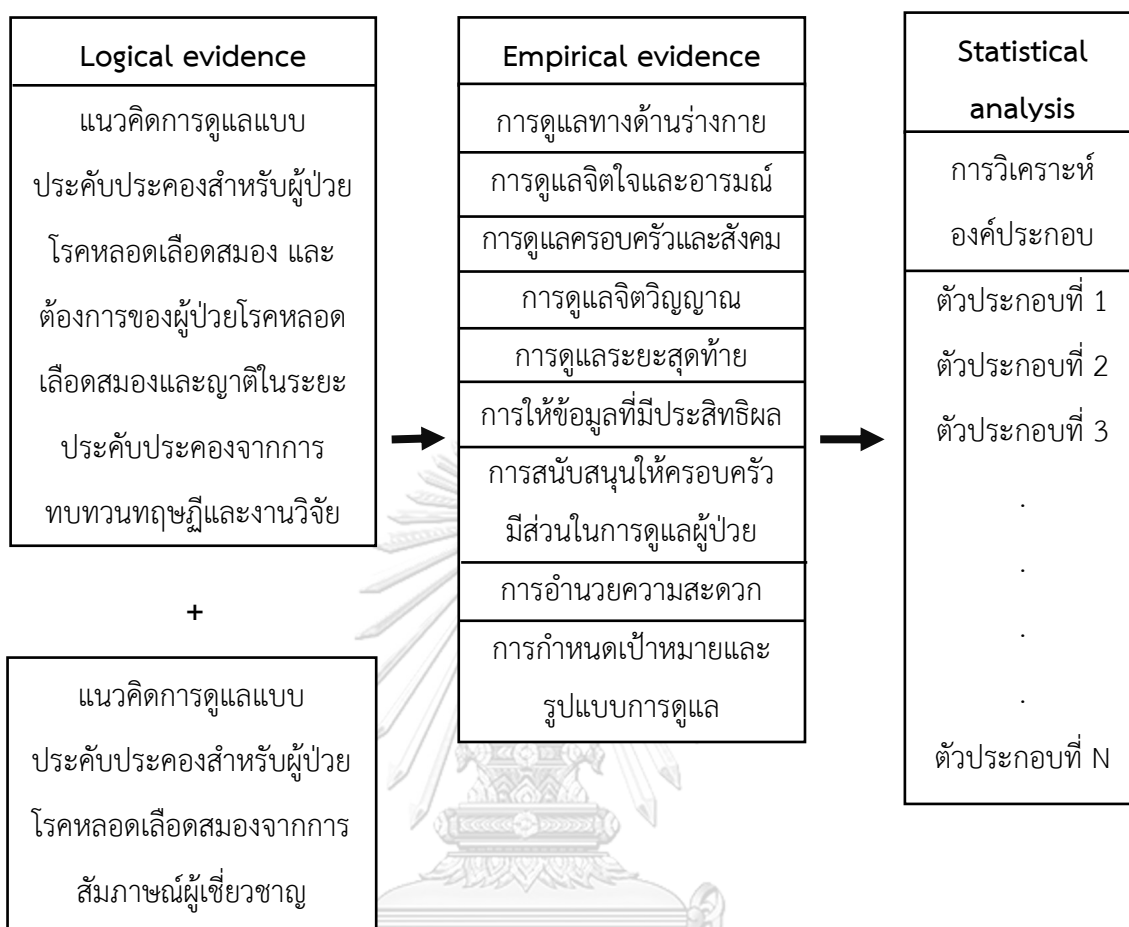 Logical evidence
แนวคิดการดูแลแบบ
ประคับประคองสำหรับผู้ป่วย
โรคหลอดเลือดสมอง และ
ต้องการของผู้ป่วยโรคหลอด
เลือดสมองและญาติในระยะ
ประคับประคองจากการ
ทบทวนทฤษฎีและงานวิจัย
+
แนวคิดการดูแลแบบ
ประคับประคองสำหรับผู้ป่วย
โรคหลอดเลือดสมองจากการ
สัมภาษณ์ผู้เชี่ยวชาญ
Empirical evidence
การดูแลทางด้านร่างกาย
การดูแลจิตใจและอารมณ์
การดูแลครอบครัวและสังคม
การดูแลจิตวิญญาณ
การดูแลระยะสุดท้าย
การให้ข้อมูลที่มีประสิทธิผล
การสนับสนุนให้ครอบครัว
มีส่วนในการดูแลผู้ป่วย
การอำนวยความสะดวก
การกำหนดเป้าหมายและ
รูปแบบการดูแล
Statistical
analysis
การวิเคราะห์
องค์ประกอบ
ตัวประกอบที่ 1
ตัวประกอบที่ 2
ตัวประกอบที่ 3
.
.
.
.
ตัวประกอบที่ N